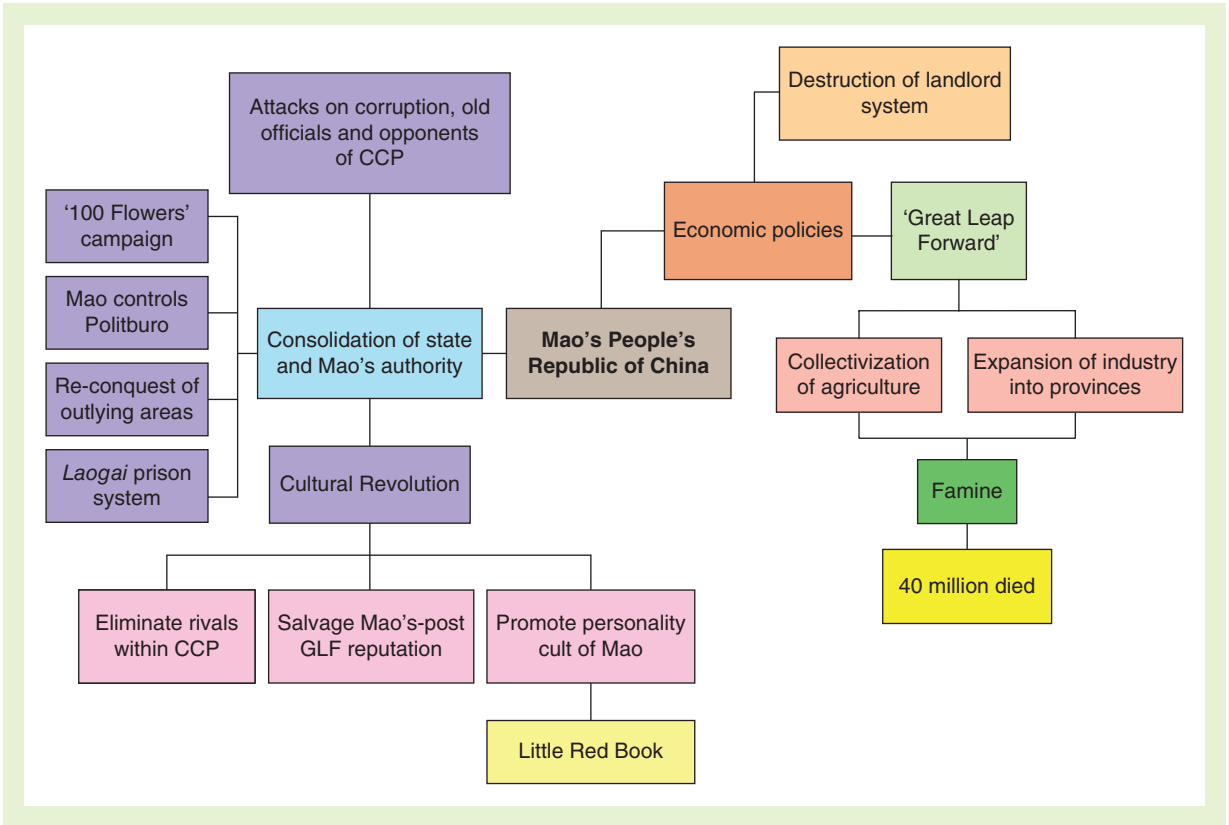 Destruction of landlord
system
Attacks on corruption, old
officials and opponents
of CCP
‘100 Flowers’
campaign
Economic policies
‘Great Leap
Forward’
Mao controls
Politburo
Consolidation of state
and Mao’s authority
Mao’s People’s
Republic of China
Collectivization
of agriculture
Expansion of industry
into provinces
Re-conquest of
outlying areas
Laogai prison
system
Cultural Revolution
Famine
40 million died
Eliminate rivals
within CCP
Salvage Mao’s-post
GLF reputation
Promote personality
cult of Mao
Little Red Book